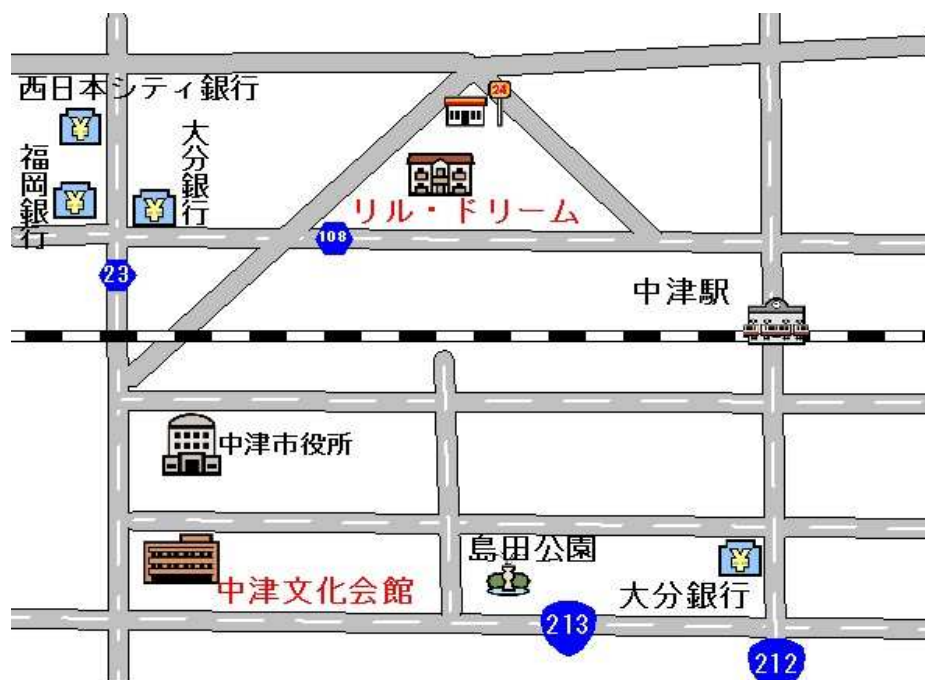 西日本シティ銀行
24
福岡銀行
大分銀行
リル・ドリーム
108
23
中津駅
中津市役所
島田公園
中津文化会館
大分銀行
213
212